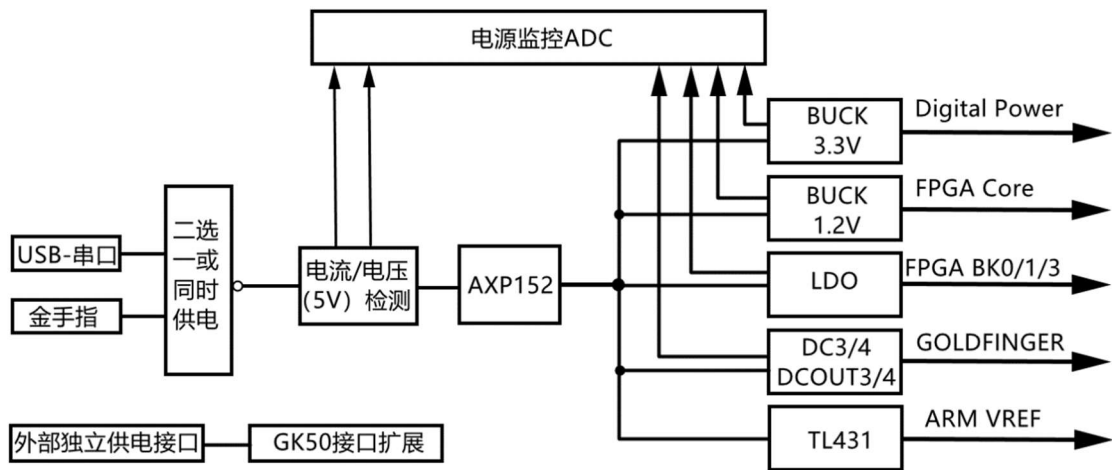 电源监控ADC
BUCK
3.3V
Digital Power
BUCK
1.2V
FPGA Core
USB-串口
金手指
二选
一或
同时
供电
电流/电压
(5V) 检测
AXP152
LDO
FPGA BK0/1/3
DC3/4
DCOUT3/4
GOLDFINGER
TL431
ARM VREF
外部独立供电接口
GK50接口扩展